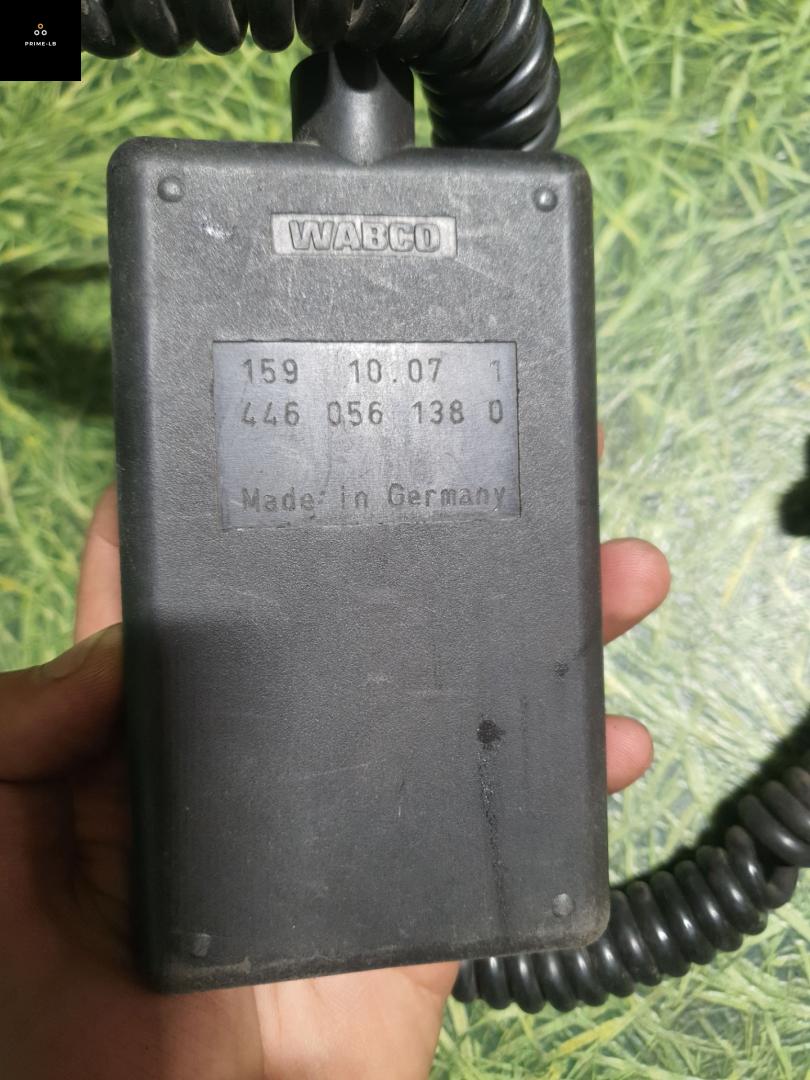 PRIME-LB
WABCO
159 10.07 1
446 056 138 0
Made in Germany